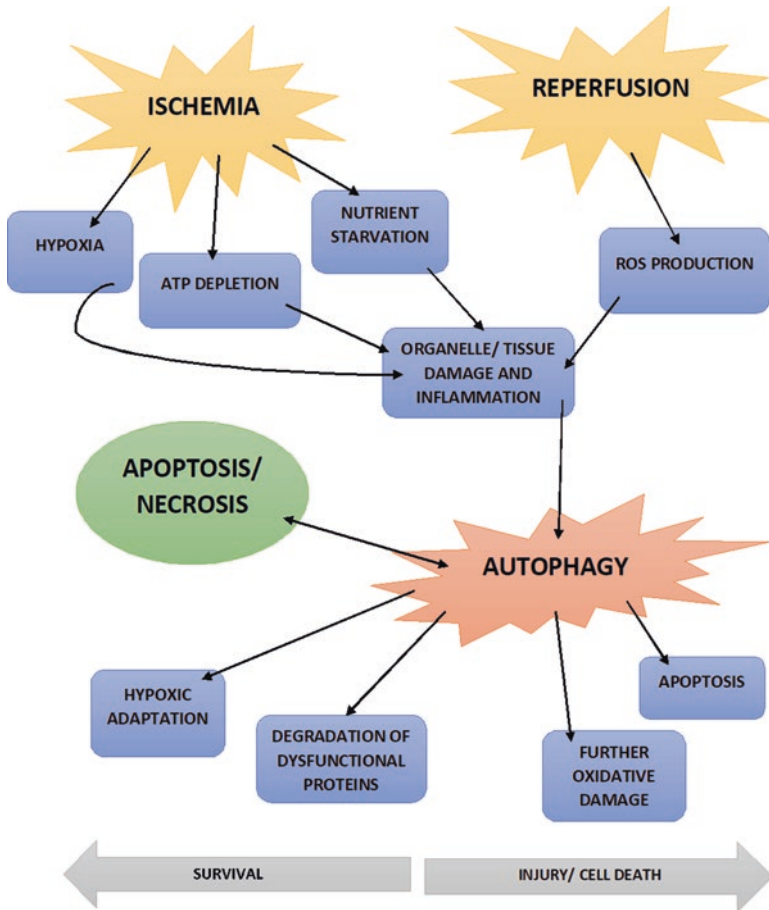 ISCHEMIA
REPERFUSION
HYPOXIA
ATP DEPLETION
NUTRIENT
STARVATION
ROS PRODUCTION
ORGANELLE/ TISSUE
DAMAGE AND
INFLAMMATION
APOPTOSIS/
NECROSIS
AUTOPHAGY
HYPOXIC
ADAPTATION
DEGRADATION OF
DYSFUNCTIONAL
PROTEINS
FURTHER
OXIDATIVE
DAMAGE
APOPTOSIS
SURVIVAL
INJURY/ CELL DEATH